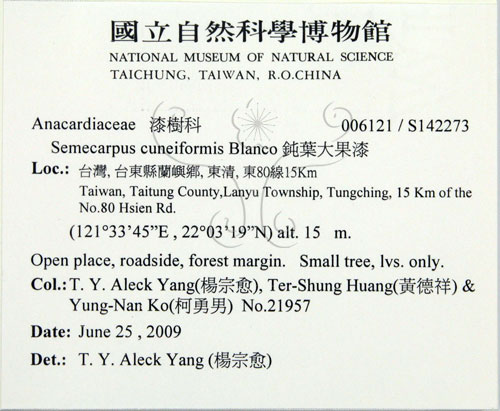 國立自然科學博物館
NATIONAL MUSEUM OF NATURAL SCIENCE
TAICHUNG, TAIWAN, R.O.CHINA
Anacardiaceae 漆樹科 006121 / S142273
Semecarpus cuneiformis Blanco 鈍葉大果漆
Loc.: 台灣, 台東縣蘭嶼鄉, 東清, 東80線15Km
Taiwan, Taitung County,Lanyu Township, Tungching, 15 Km of the
No.80 Hsien Rd.
(121°33'45”E , 22°03'19”N) alt. 15 m.
Open place, roadside, forest margin. Small tree, lvs. only.
Col.: T. Y. Aleck Yang(楊宗愈), Ter-Shung Huang(黃德祥) &
Yung-Nan Ko(柯勇男) No.21957
Date: June 25 , 2009
Det.: T. Y. Aleck Yang (楊宗愈)